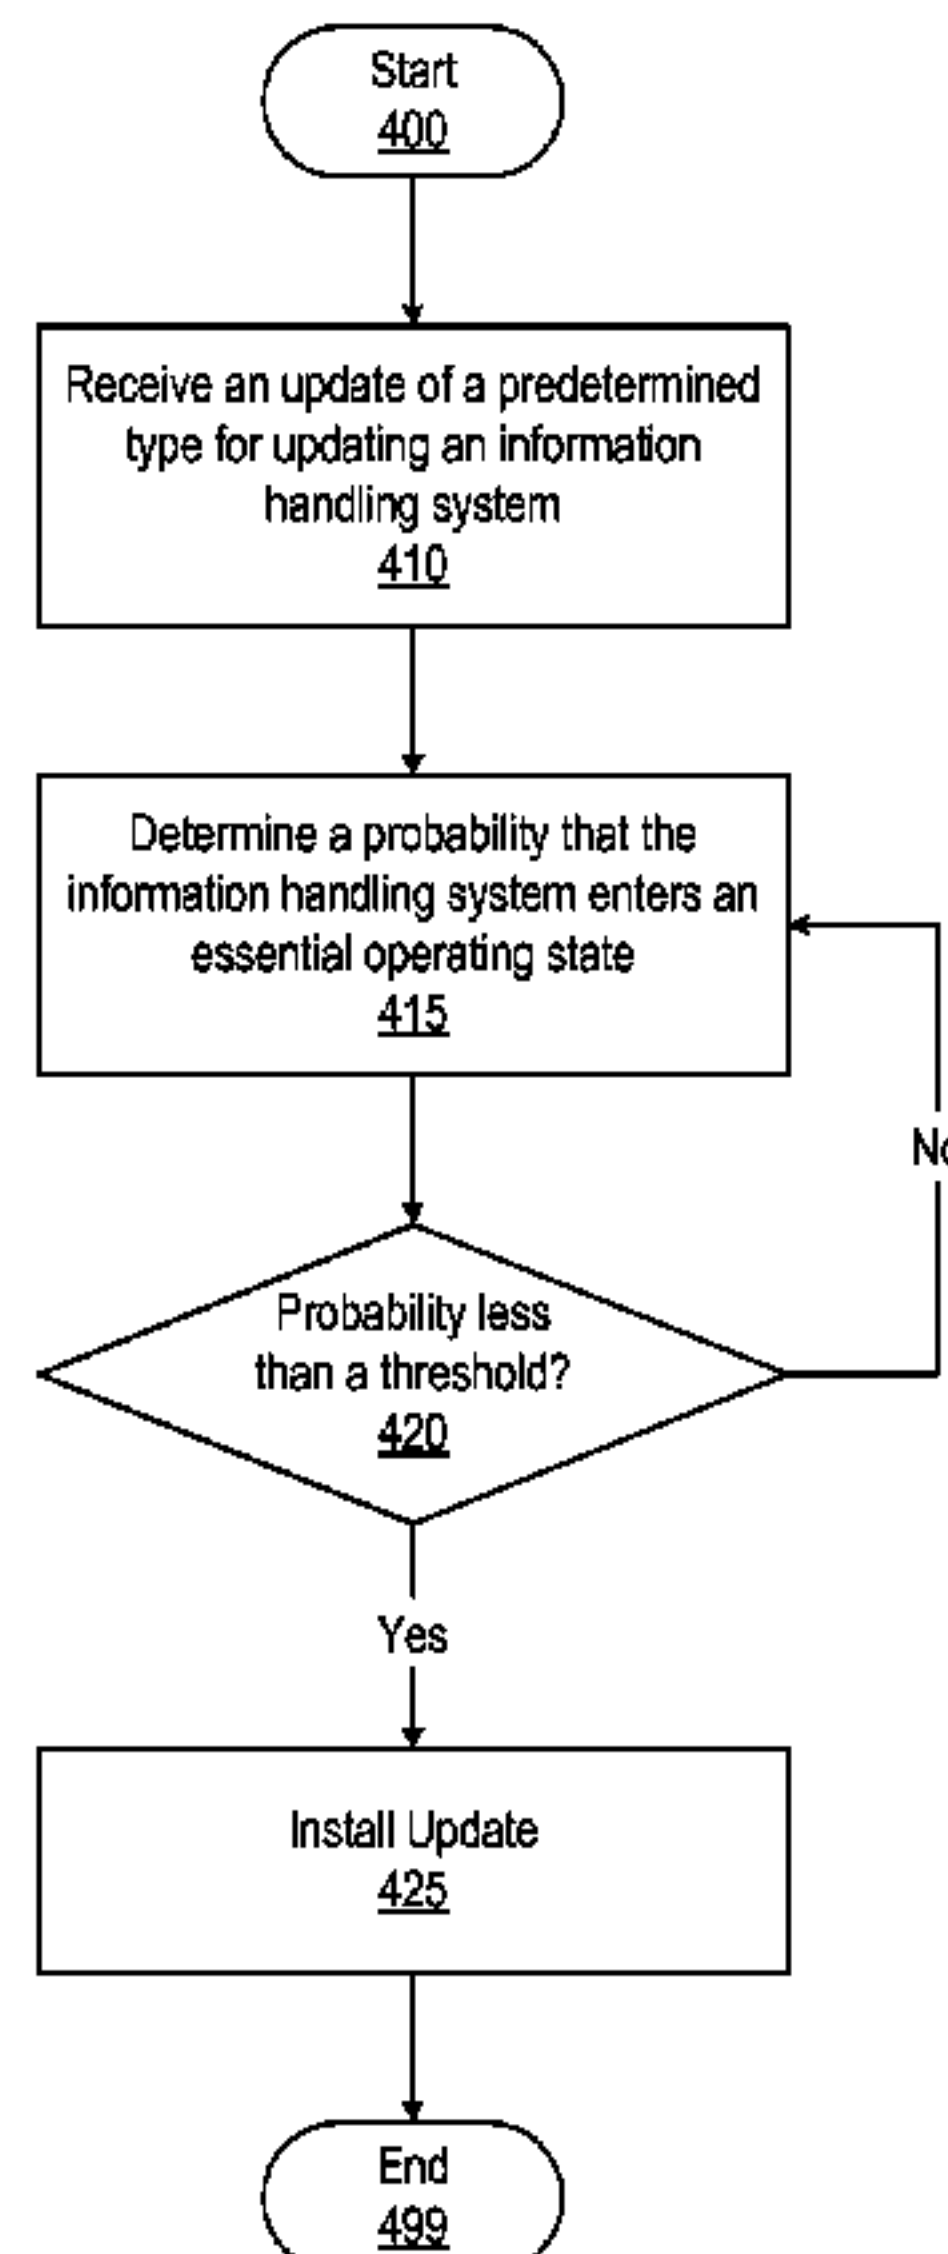 Start
400
Receive an update of a predetermined
type for updating an information
handling system
410
Determine a probability that the
information handling system enters an
essential operating state
415
No
Probability less
than a threshold?
420
Yes
Install Update
425
End
499